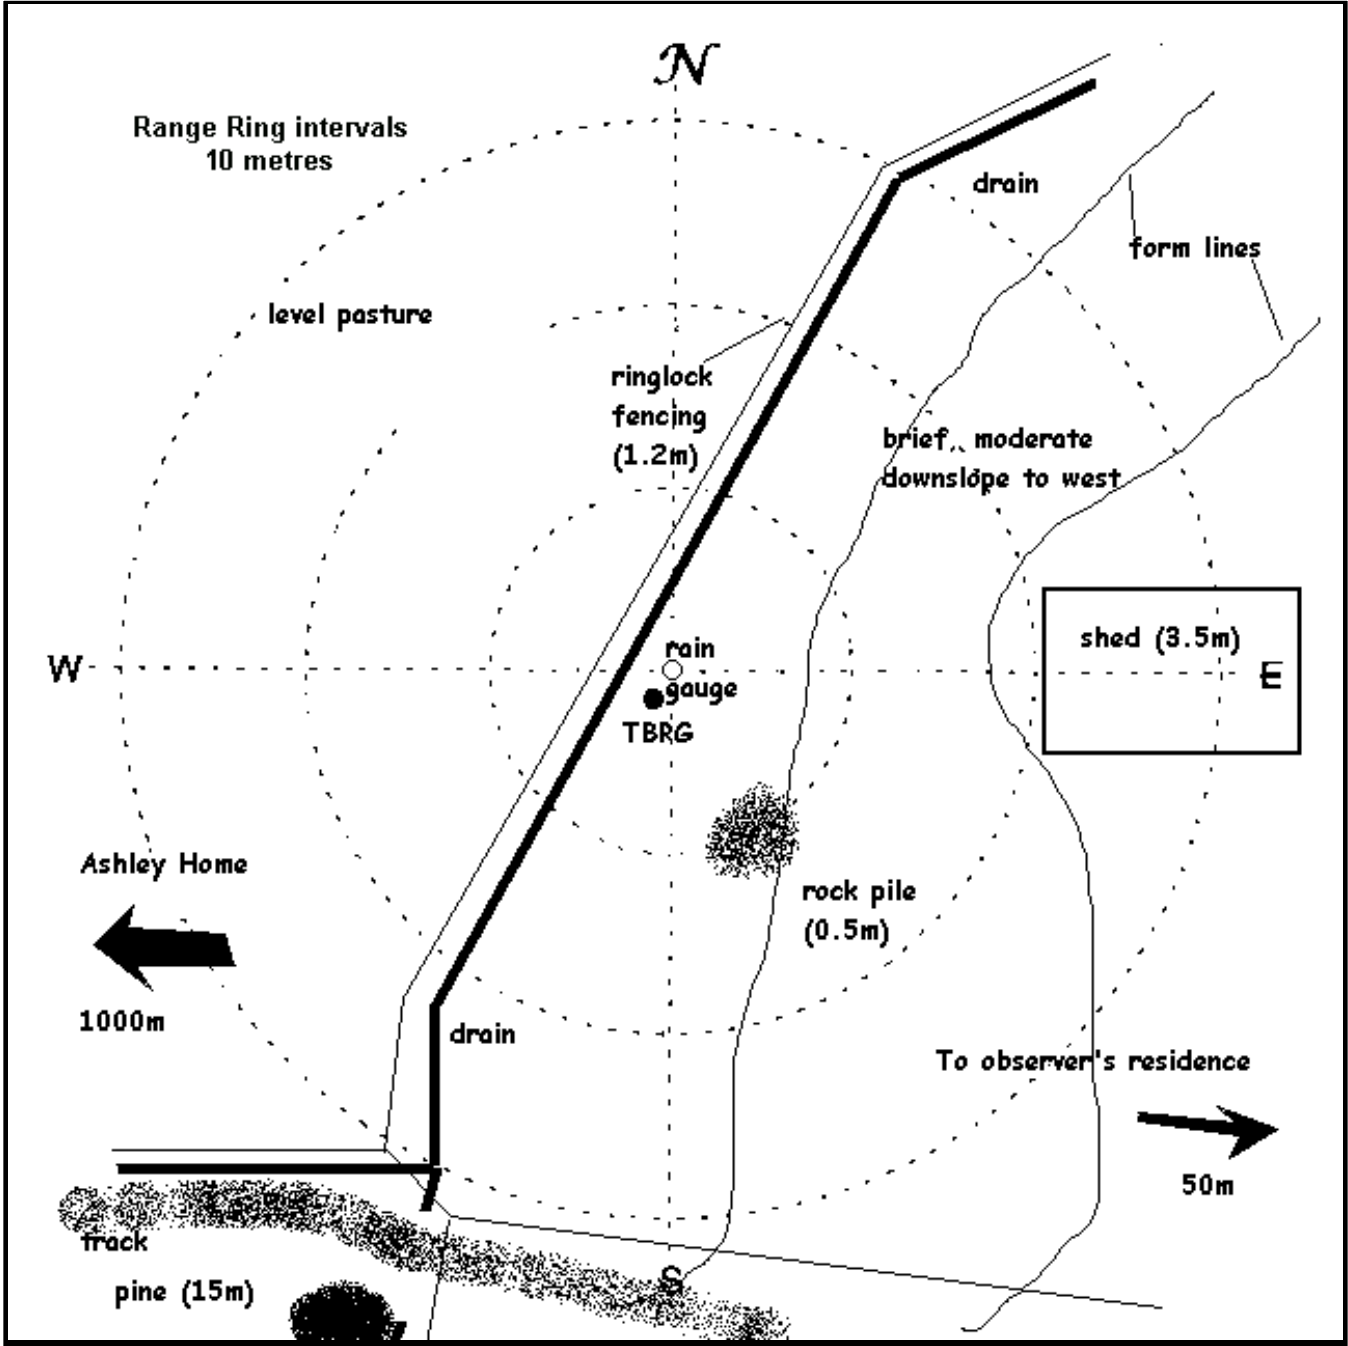 N
Range Ring intervals
10 metres
drain
form lines
level pasture
ringlock
fencing
(1.2m)
brief, moderate
downslope to west
shed (3.5m)
rain
gauge
TBRG
W
E
Ashley Home
1000m
rock pile
(0.5m)
drain
To observer's residence
50m
track
pine (15m)
S